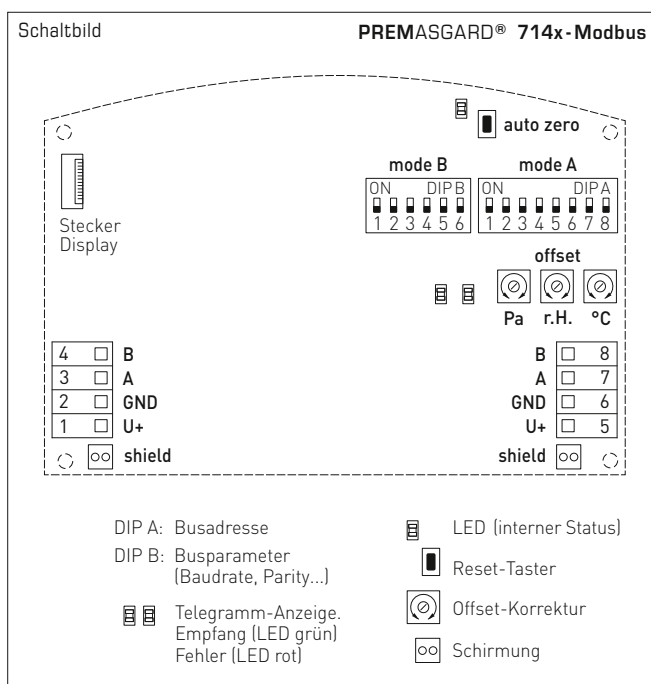 Schaltbild PREMASGARD® 714x-Modbus
auto zero
mode B mode A
ON DIP B ON DIP A
1 2 3 4 5 6 1 2 3 4 5 6 7 8
Stecker
Display
offset
Pa r.H. °C
4 B
3 A
2 GND
1 U+
shield
B 8
A 7
GND 6
U+ 5
shield
DIP A: Busadresse
DIP B: Busparameter
(Baudrate, Parity...)
Telegramm-Anzeige.
Empfang (LED grün)
Fehler (LED rot)
LED (interner Status)
Reset-Taster
Offset-Korrektur
Schirmung